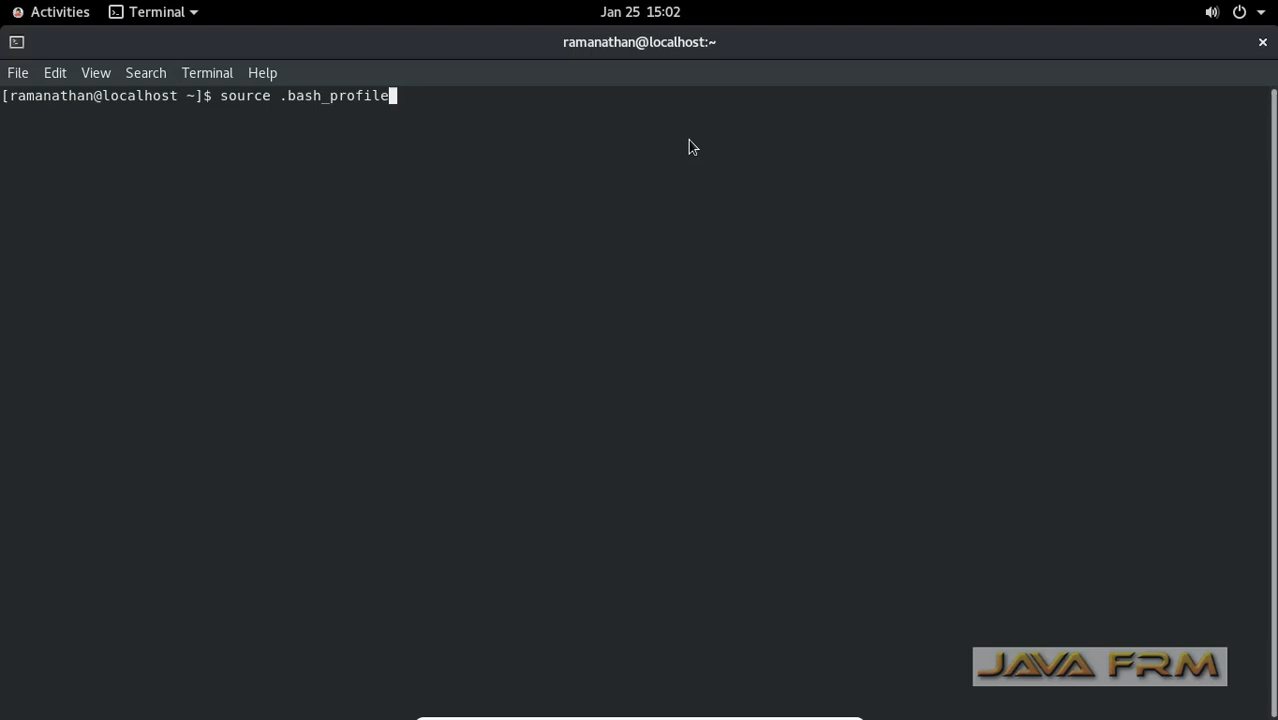 Activities Terminal Jan 25 15:02
ramanathan@localhost:~
File Edit View Search Terminal Help
[ramanathan@localhost ~]$ source .bash_profile
JAVA FRM